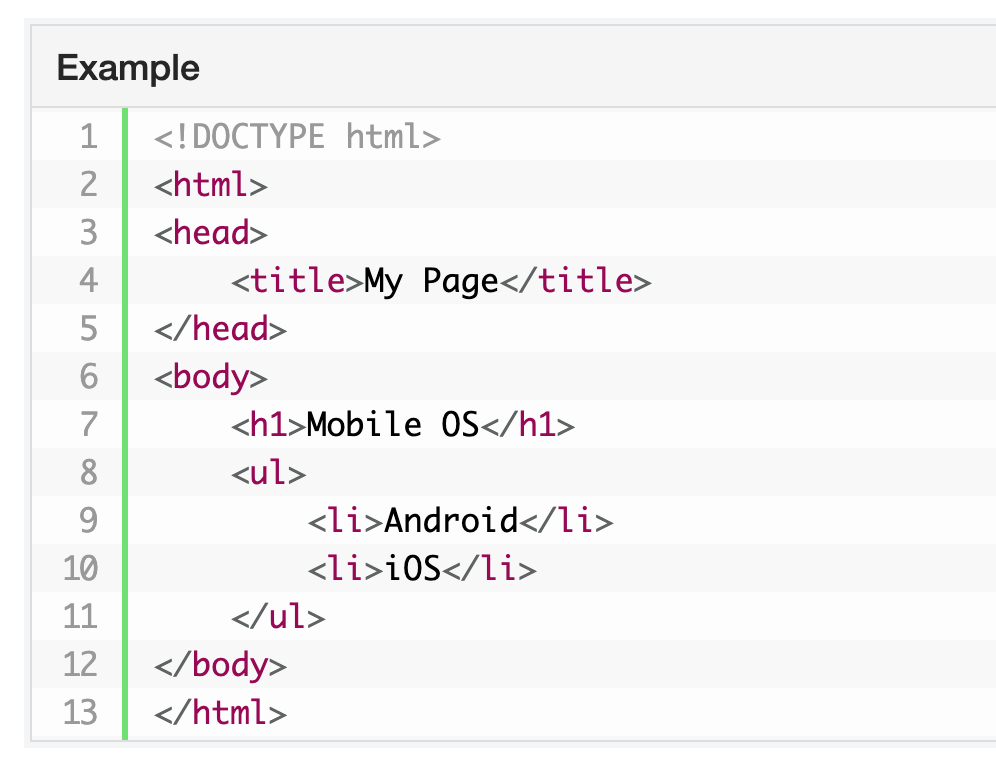 Example
1 <!DOCTYPE html>
2 <html>
3 <head>
4     <title>My Page</title>
5 </head>
6 <body>
7     <h1>Mobile OS</h1>
8     <ul>
9         <li>Android</li>
10         <li>iOS</li>
11     </ul>
12 </body>
13 </html>